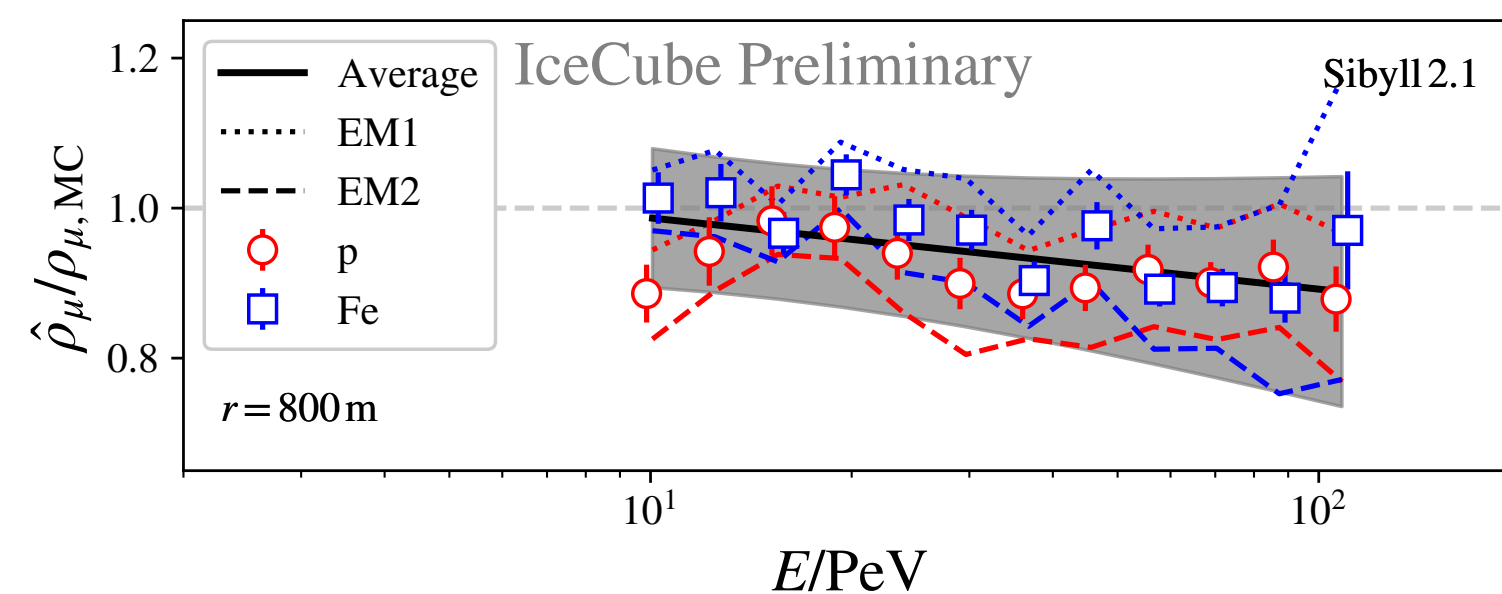 IceCube Preliminary
Sibyll 2.1
Average
EM1
EM2
p
Fe
r = 800 m
1.2
1.0
0.8
ρ̂μ/ρμ, MC
10¹
10²
E/PeV